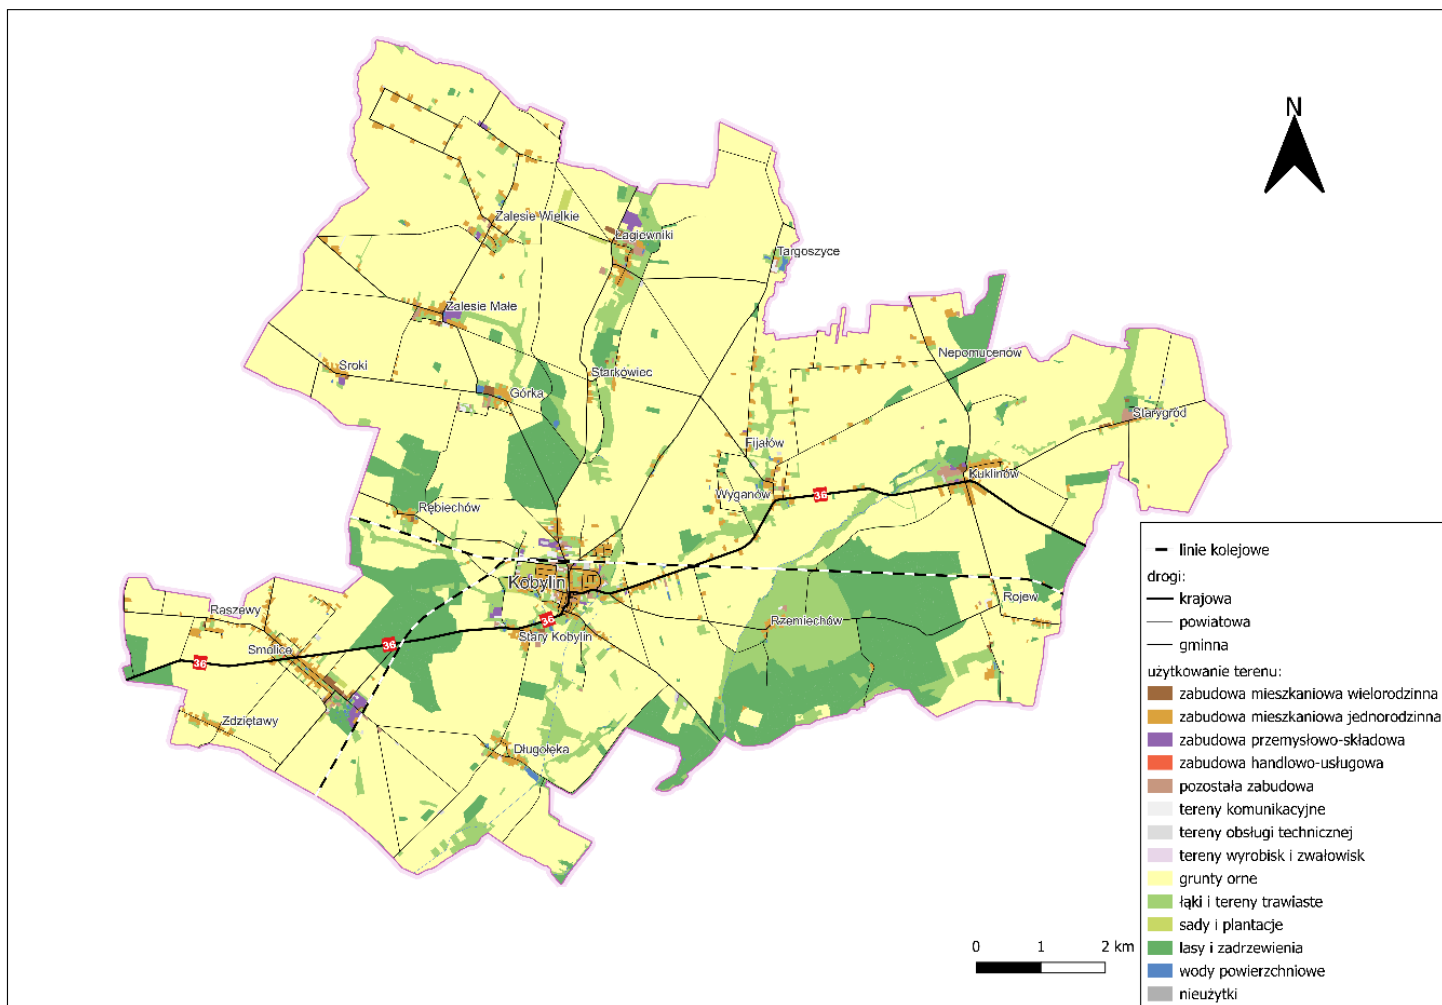 N
Zalesie Wielkie
Łagiewniki
Targoszyce
Zalesie Małe
Nepomucenów
Sroki
Starkówiec
Górka
Starygród
Fijałów
Kuklinów
Wyganów
36
Rębiechów
Kobylin
Rojew
Raszewy
36
Rzemiechów
Stary Kobylin
36
Smolice
36
Zdziętawy
Długołęka
linie kolejowe
drogi:
krajowa
powiatowa
gminna
użytkowanie terenu:
zabudowa mieszkaniowa wielorodzinna
zabudowa mieszkaniowa jednorodzinna
zabudowa przemysłowo-składowa
zabudowa handlowo-usługowa
pozostała zabudowa
tereny komunikacyjne
tereny obsługi technicznej
tereny wyrobisk i zwałowisk
grunty orne
łąki i tereny trawiaste
sady i plantacje
lasy i zadrzewienia
wody powierzchniowe
nieużytki
0 1 2 km